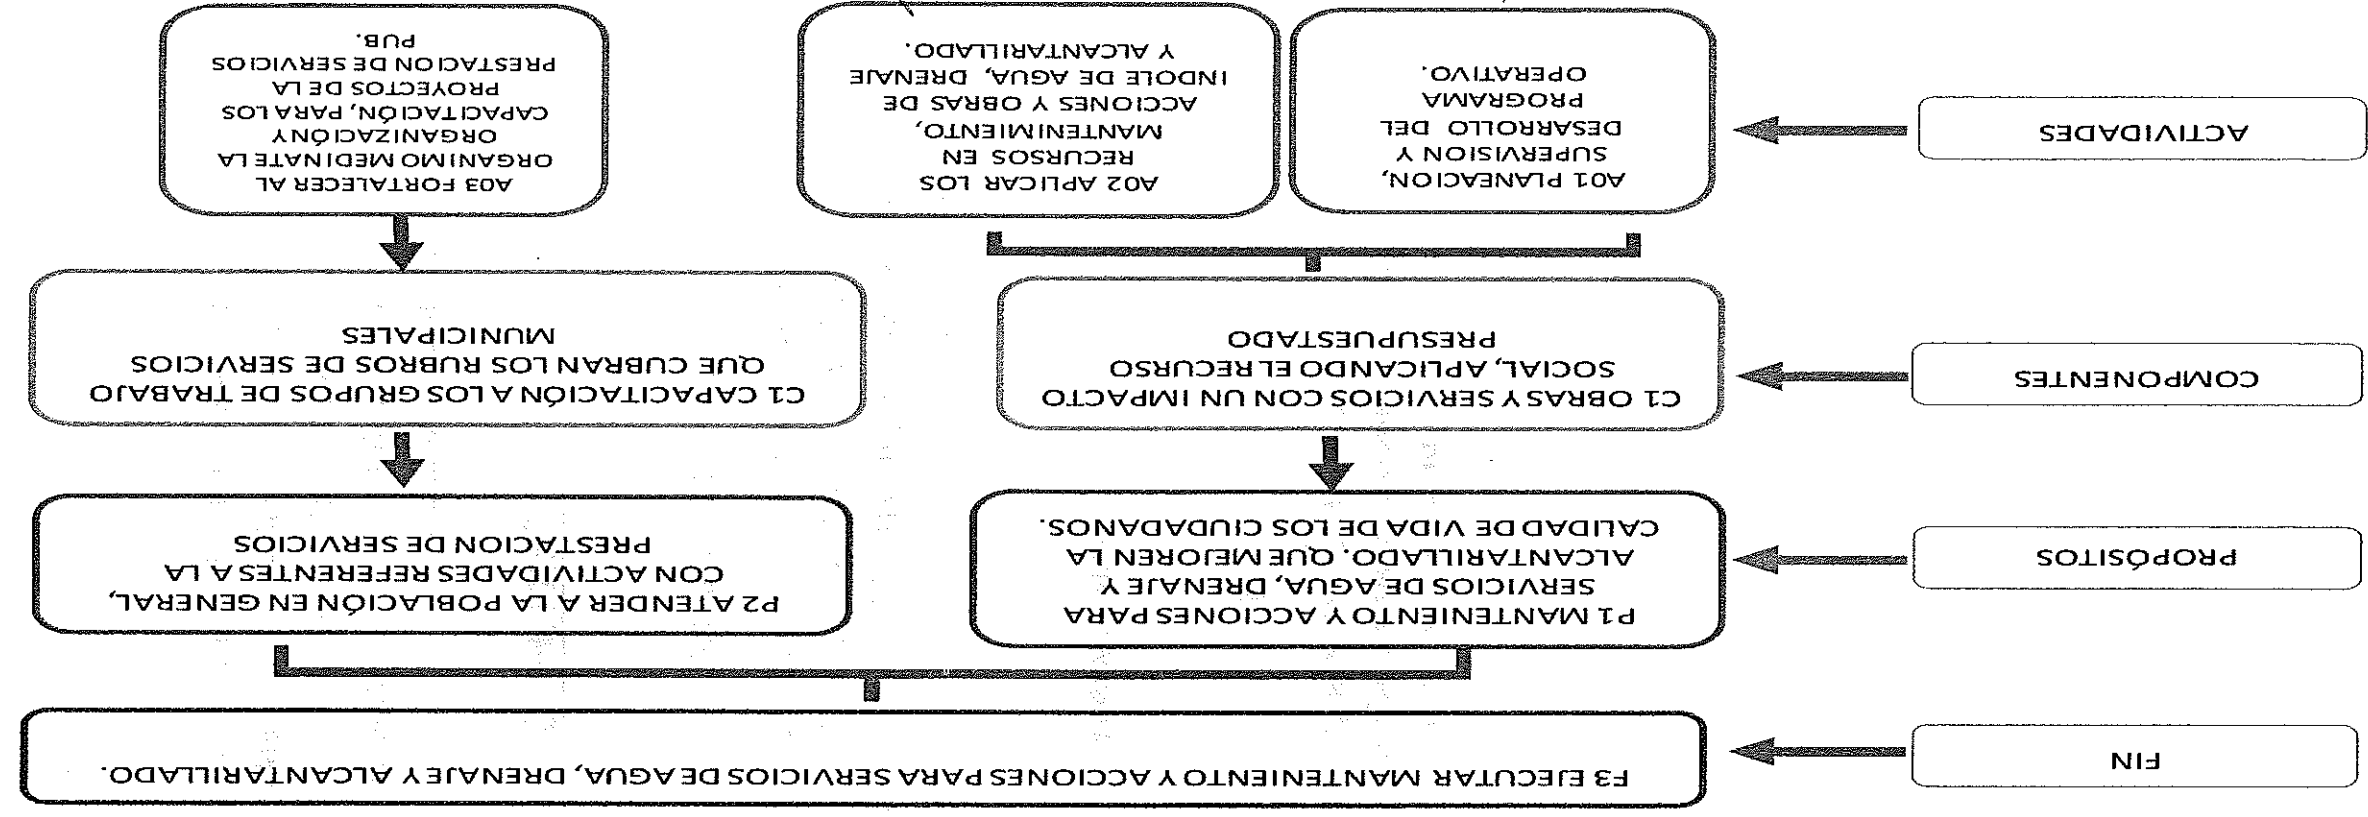 FIN
F3 EJECUTAR MANTENIMIENTO Y ACCIONES PARA SERVICIOS DE AGUA, DRENAJE Y ALCANTARILLADO.
PROPÓSITOS
P1 MANTENIMIENTO Y ACCIONES PARA
SERVICIOS DE AGUA, DRENAJE Y
ALCANTARILLADO. QUE MEJOREN LA
CALIDAD DE VIDA DE LOS CIUDADANOS.
P2 ATENDER A LA POBLACIÓN EN GENERAL,
CON ACTIVIDADES REFERENTES A LA
PRESTACION DE SERVICIOS
COMPONENTES
C1 OBRAS Y SERVICIOS CON UN IMPACTO
SOCIAL, APLICANDO EL RECURSO
PRESUPUESTADO
C1 CAPACITACIÓN A LOS GRUPOS DE TRABAJO
QUE CUBRAN LOS RUBROS DE SERVICIOS
MUNICIPALES
ACTIVIDADES
A01 PLANEACION,
SUPERVISION Y
DESARROLLO DEL
PROGRAMA
OPERATIVO.
A02 APLICAR LOS
RECURSOS EN
MANTENIMIENTO,
ACCIONES Y OBRAS DE
INDOLE DE AGUA, DRENAJE
Y ALCANTARILLADO.
A03 FORTALECER AL
ORGANIMO MEDINATE LA
ORGANIZACIÓN Y
CAPACITACIÓN, PARA LOS
PROYECTOS DE LA
PRESTACION DE SERVICIOS
PUB.